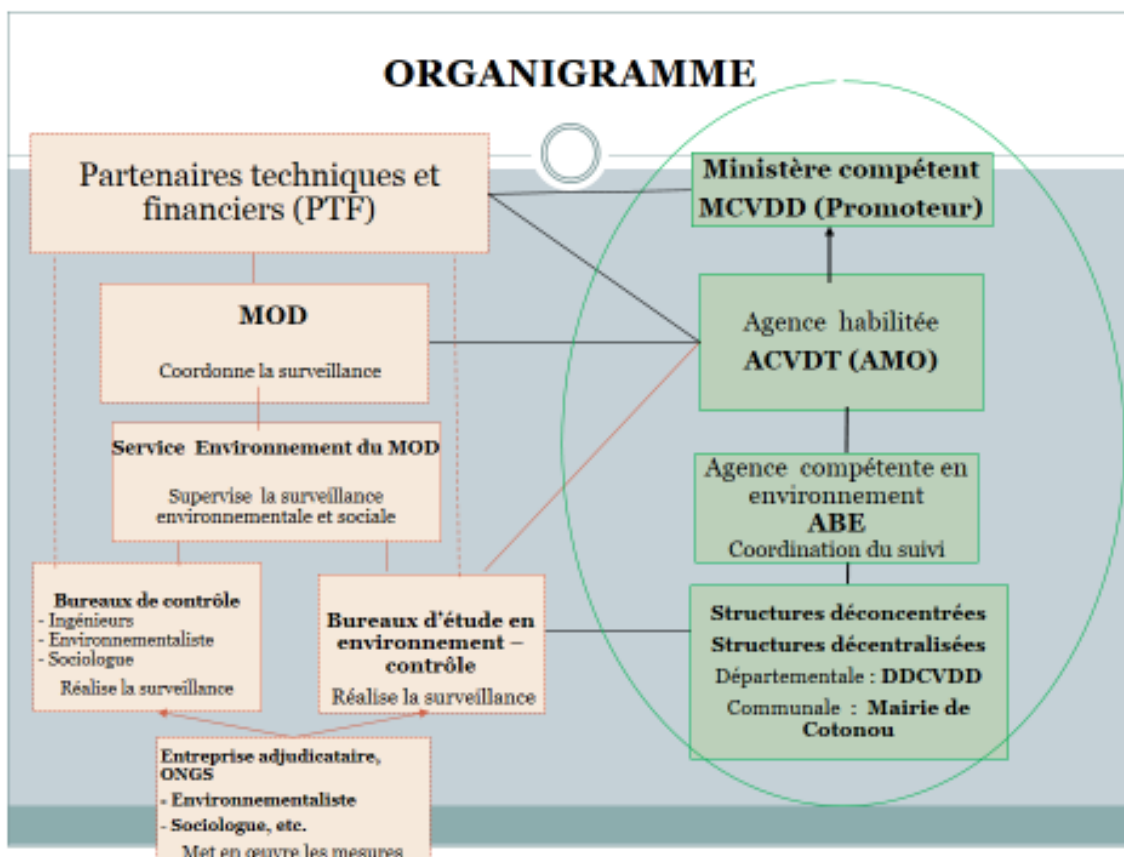 ORGANIGRAMME
Partenaires techniques et
financiers (PTF)
MOD
Coordonne la surveillance
Service Environnement du MOD
Supervise la surveillance
environnementale et sociale
Bureaux de contrôle
- Ingénieurs
- Environnementaliste
- Sociologue
Réalise la surveillance
Bureaux d'étude en
environnement –
contrôle
Réalise la surveillance
Entreprise adjudicataire,
ONGS
- Environnementaliste
- Sociologue, etc.
Met en œuvre les mesures
Ministère compétent
MCVDD (Promoteur)
Agence habilitée
ACVDT (AMO)
Agence compétente en
environnement
ABE
Coordination du suivi
Structures déconcentrées
Structures décentralisées
Départementale : DDCVDD
Communale : Mairie de
Cotonou